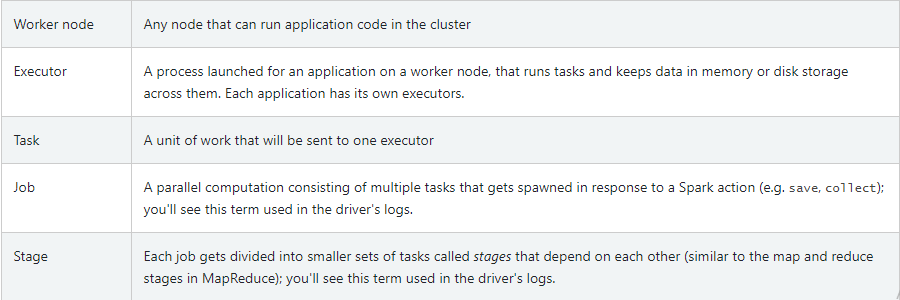 Worker node
Any node that can run application code in the cluster
Executor
A process launched for an application on a worker node, that runs tasks and keeps data in memory or disk storage
across them. Each application has its own executors.
Task
A unit of work that will be sent to one executor
Job
A parallel computation consisting of multiple tasks that gets spawned in response to a Spark action (e.g. save, collect);
you'll see this term used in the driver's logs.
Stage
Each job gets divided into smaller sets of tasks called stages that depend on each other (similar to the map and reduce
stages in MapReduce); you'll see this term used in the driver's logs.